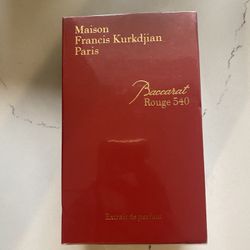 Maison
Francis Kurkdjian
Paris
Baccarat
Rouge 540
Extrait de parfum